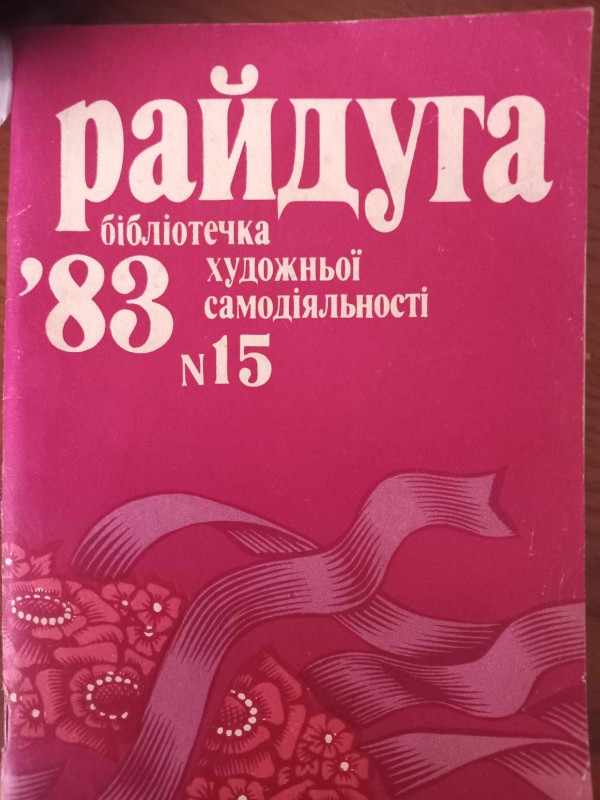 райдуга
бібліотечка
художньої
самодіяльності
'83
N15